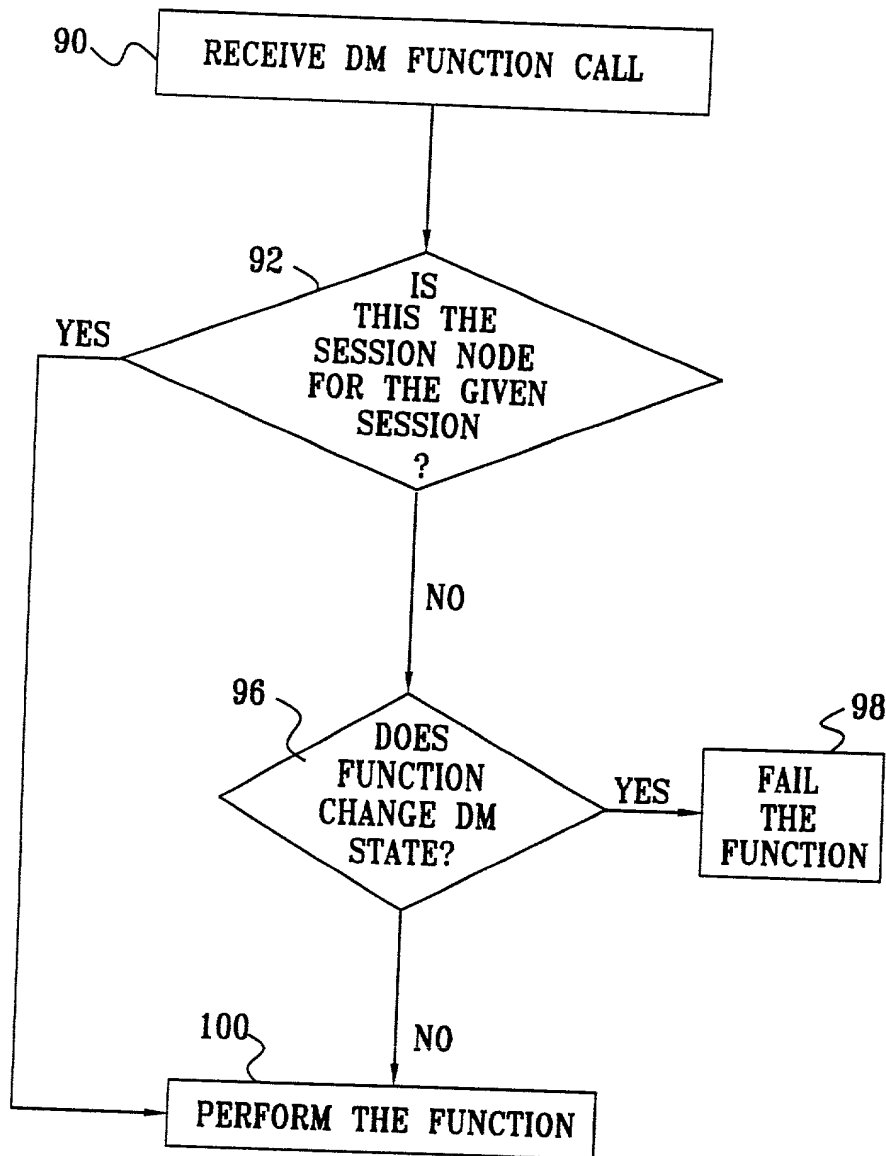 90
RECEIVE DM FUNCTION CALL
92
IS
THIS THE
SESSION NODE
FOR THE GIVEN
SESSION
?
YES
NO
96
DOES
FUNCTION
CHANGE DM
STATE?
YES
98
FAIL
THE
FUNCTION
NO
100
PERFORM THE FUNCTION